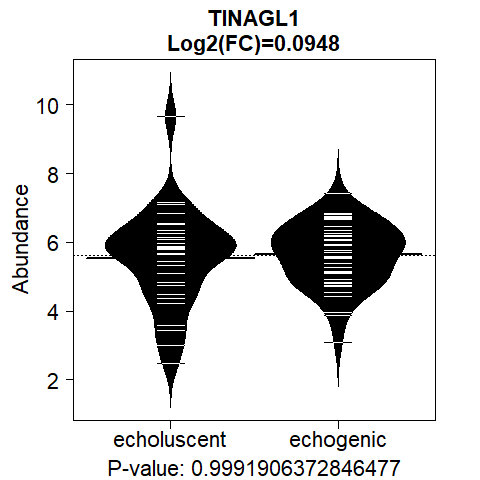 TINAGL1
Log2(FC)=0.0948
Abundance
10
8
6
4
2
echoluscent echogenic
P-value: 0.9991906372846477